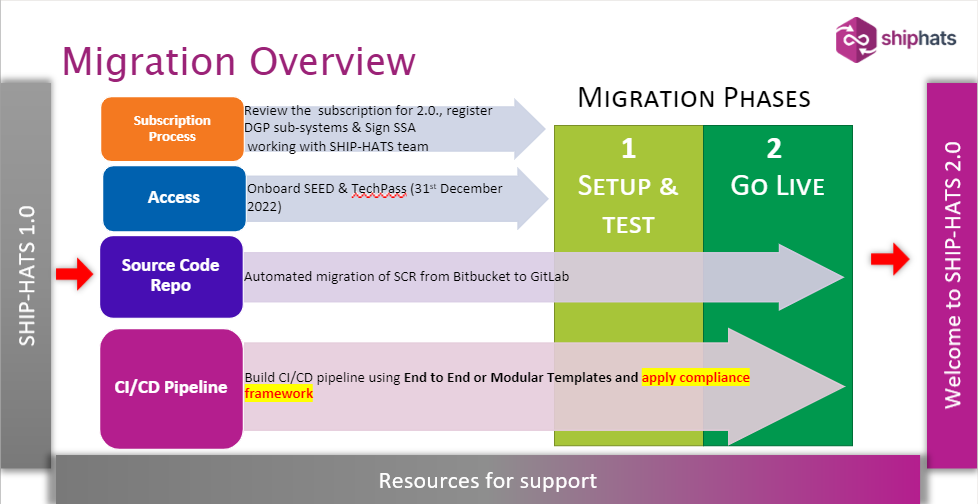 shiphats
Migration Overview
MIGRATION PHASES
SHIP-HATS 1.0
Subscription
Process
Review the  subscription for 2.0., register
DGP sub-systems & Sign SSA
working with SHIP-HATS team
Access
Onboard SEED & TechPass (31st December
2022)
Source Code
Repo
Automated migration of SCR from Bitbucket to GitLab
CI/CD Pipeline
Build CI/CD pipeline using End to End or Modular Templates and apply compliance
framework
1
SETUP &
TEST
2
GO LIVE
Welcome to SHIP-HATS 2.0
Resources for support